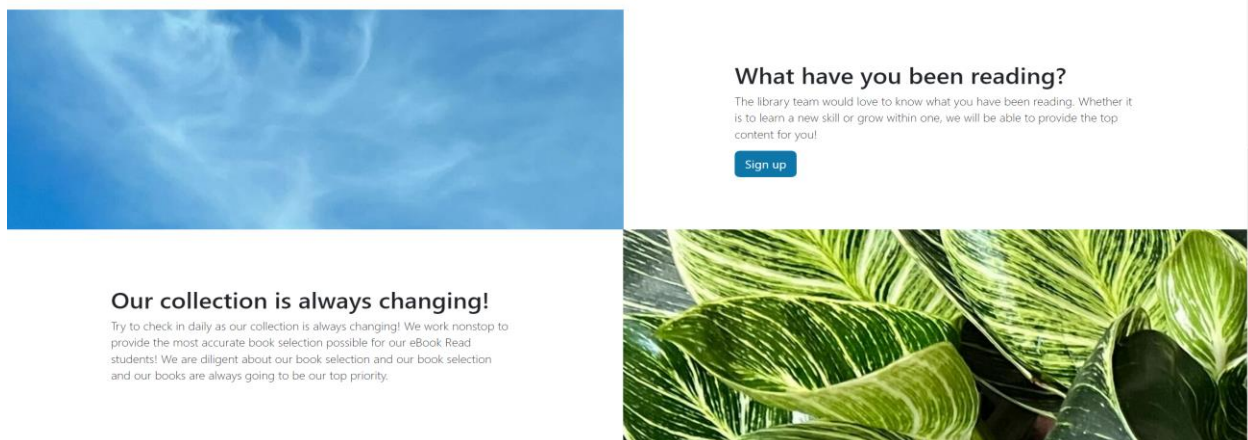 What have you been reading?
The library team would love to know what you have been reading. Whether it
is to learn a new skill or grow within one, we will be able to provide the top
content for you!
Sign up
Our collection is always changing!
Try to check in daily as our collection is always changing! We work nonstop to
provide the most accurate book selection possible for our eBook Read
students! We are diligent about our book selection and our book selection
and our books are always going to be our top priority.